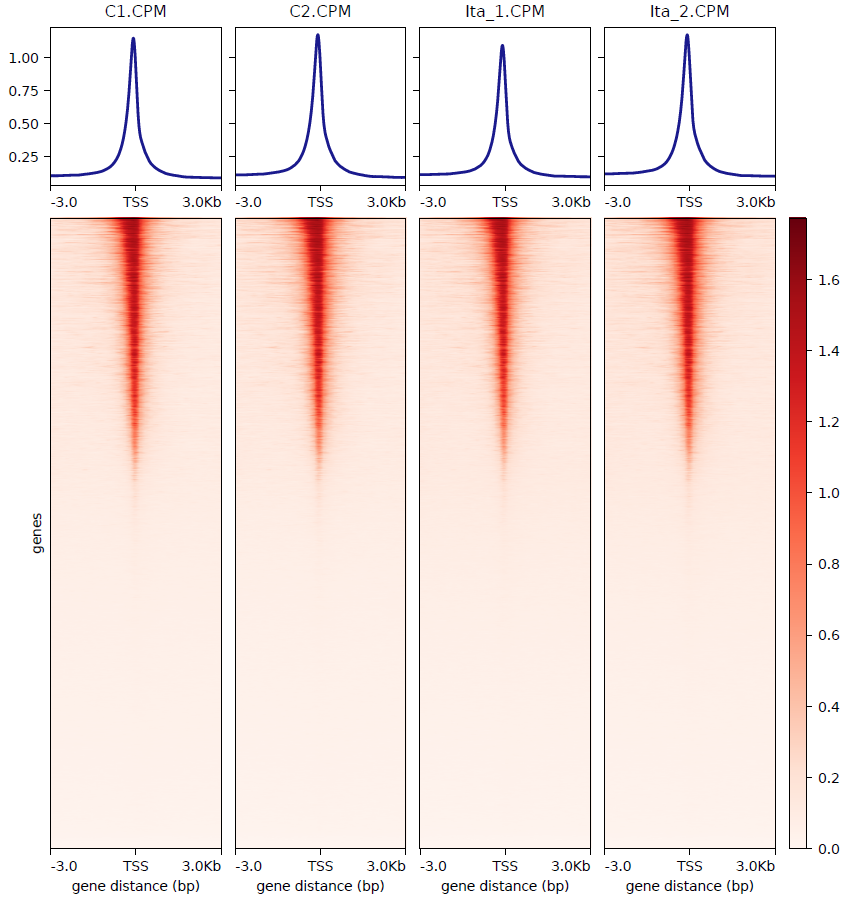 C1.CPM C2.CPM Ita_1.CPM Ita_2.CPM
1.00
0.75
0.50
0.25
-3.0 TSS 3.0Kb -3.0 TSS 3.0Kb -3.0 TSS 3.0Kb -3.0 TSS 3.0Kb
1.6
1.4
1.2
1.0
genes
0.8
0.6
0.4
0.2
0.0
-3.0 TSS 3.0Kb -3.0 TSS 3.0Kb -3.0 TSS 3.0Kb -3.0 TSS 3.0Kb
gene distance (bp) gene distance (bp) gene distance (bp) gene distance (bp)